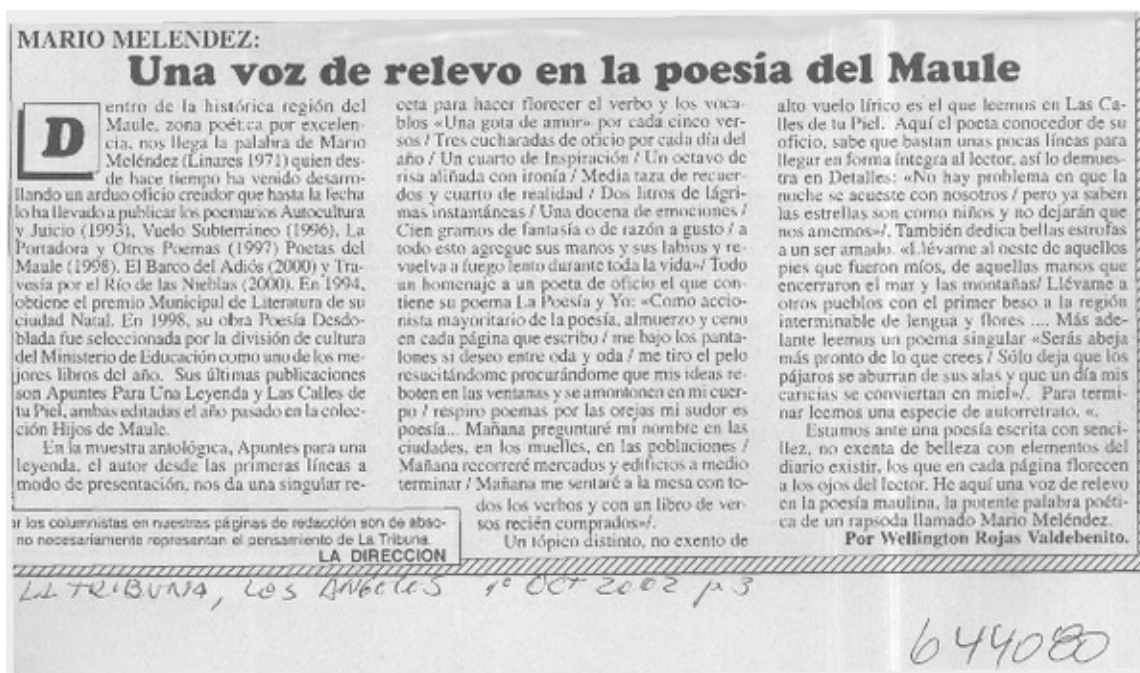 MARIO MELENDEZ:
Una voz de relevo en la poesía del Maule
Dentro de la histórica región del
Maule, zona poética por excelen-
cia, nos llega la palabra de Mario
Meléndez (Linares 1971) quien des-
de hace tiempo ha venido desarro-
llando un arduo oficio creador que hasta la fecha
lo ha llevado a publicar los poemarios Autocultura
y Juicio (1993), Vuelo Subterráneo (1996), La
Portadora y Otros Poemas (1997) Poetas del
Maule (1998). El Barco del Adiós (2000) y Tra-
vesía por el Río de las Nieblas (2000). En 1994,
obtiene el premio Municipal de Literatura de su
ciudad Natal. En 1998, su obra Poesía Desdo-
blada fue seleccionada por la división de cultura
del Ministerio de Educación como uno de los me-
jores libros del año. Sus últimas publicaciones
son Apuntes Para Una Leyenda y Las Calles de
tu Piel, ambas editadas el año pasado en la colec-
ción Hijos de Maule.
En la muestra antológica, Apuntes para una
leyenda, el autor desde las primeras líneas a
modo de presentación, nos da una singular re-
ceta para hacer florecer el verbo y los voca-
blos «Una gota de amor» por cada cinco ver-
sos / Tres cucharadas de oficio por cada día del
año / Un cuarto de Inspiración / Un octavo de
risa aliñada con ironía / Media taza de recuer-
dos y cuarto de realidad / Dos litros de lágri-
mas instantáneas / Una docena de emociones /
Cien gramos de fantasía o de razón a gusto / a
todo esto agregue sus manos y sus labios y re-
vuelva a fuego lento durante toda la vida»/ Todo
un homenaje a un poeta de oficio el que con-
tiene su poema La Poesía y Yo: «Como accio-
nista mayoritario de la poesía, almuerzo y ceno
en cada página que escribo / me bajo los panta-
lones si deseo entre oda y oda / me tiro el pelo
resucitándome procurándome que mis ideas re-
boten en las ventanas y se amontonen en mi cuer-
po / respiro poemas por las orejas mi sudor es
poesía... Mañana preguntaré mi nombre en las
ciudades, en los muelles, en las poblaciones /
Mañana recorreré mercados y edificios a medio
terminar / Mañana me sentaré a la mesa con to-
dos los verbos y con un libro de ver-
sos recién comprados»/.
Un tópico distinto, no exento de
alto vuelo lírico es el que leemos en Las Ca-
lles de tu Piel. Aquí el poeta conocedor de su
oficio, sabe que bastan unas pocas líneas para
llegar en forma íntegra al lector, así lo demues-
tra en Detalles: «No hay problema en que la
noche se acueste con nosotros / pero ya saben
las estrellas son como niños y no dejarán que
nos amemos»/. También dedica bellas estrofas
a un ser amado. «Llévame al oeste de aquellos
pies que fueron míos, de aquellas manos que
encerraron el mar y las montañas/ Llévame a
otros pueblos con el primer beso a la región
interminable de lengua y flores .... Más ade-
lante leemos un poema singular «Serás abeja
más pronto de lo que crees / Sólo deja que los
pájaros se aburran de sus alas y que un día mis
caricias se conviertan en miel»/. Para termi-
nar leemos una especie de autorretrato. «.
Estamos ante una poesía escrita con senci-
llez, no exenta de belleza con elementos del
diario existir, los que en cada página florecen
a los ojos del lector. He aquí una voz de relevo
en la poesía maulina, la potente palabra poéti-
ca de un rapsoda llamado Mario Meléndez.
Por Wellington Rojas Valdebenito.
or los columnistas en nuestras páginas de redacción son de abso-
no necesariamente representan el pensamiento de La Tribuna.
LA DIRECCION
LA TRIBUNA, LOS ANGELES 1º OCT 2002 p 3
644080